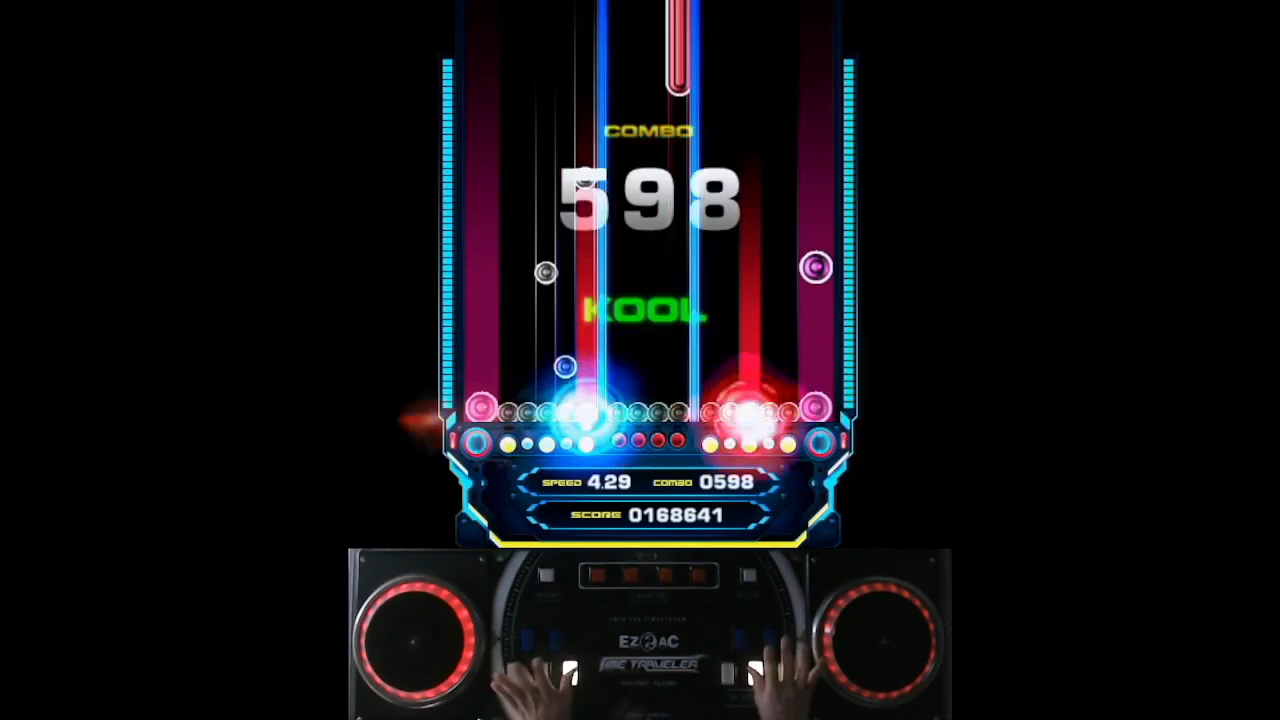 COMBO
598
KOOL
SPEED 4.29 COMBO 0598
SCORE 0168641
EZ2AC
TIME TRAVELER